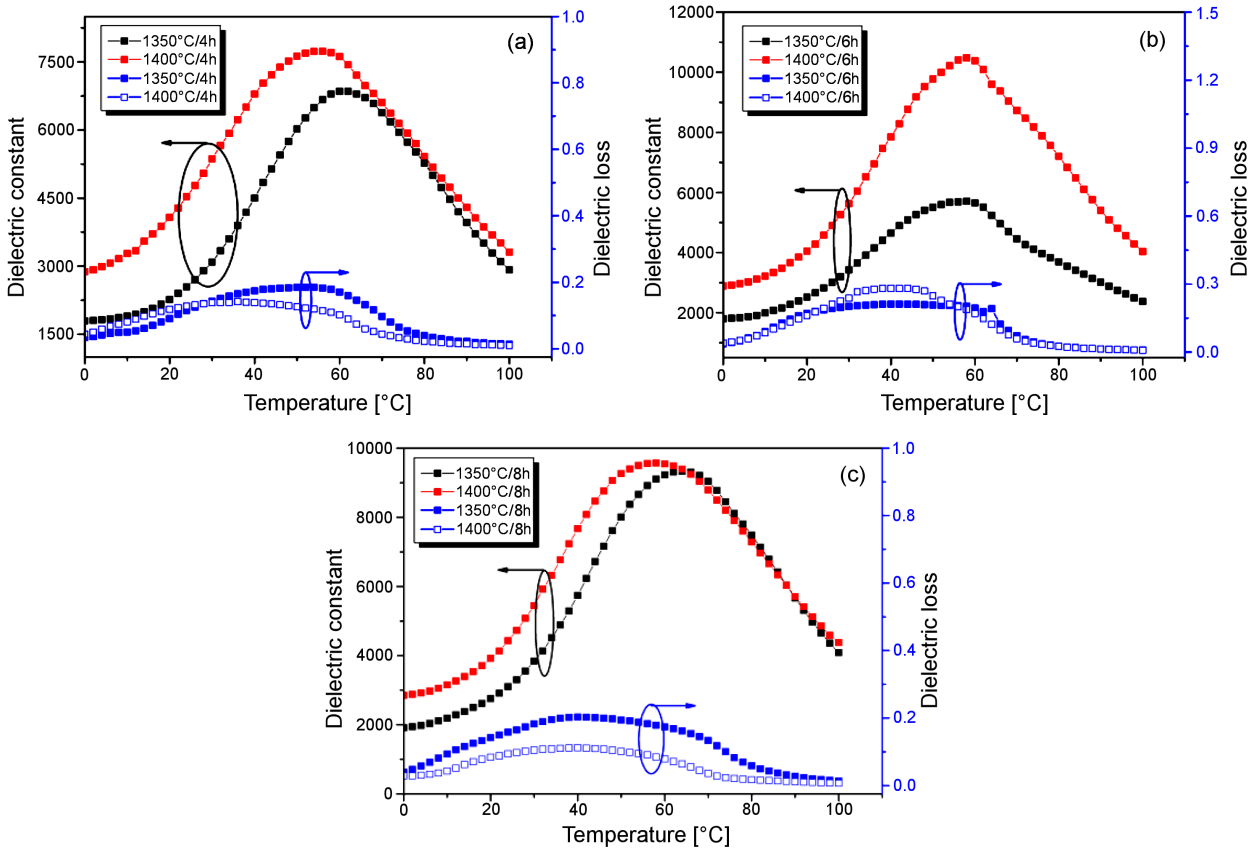 (a)
1350°C/4h
1400°C/4h
1350°C/4h
1400°C/4h
Dielectric constant
7500
6000
4500
3000
1500
1.0
0.8
0.6
0.4
0.2
0.0
Dielectric loss
0 20 40 60 80 100
Temperature [°C]
(b)
1350°C/6h
1400°C/6h
1350°C/6h
1400°C/6h
Dielectric constant
12000
10000
8000
6000
4000
2000
1.5
1.2
0.9
0.6
0.3
0.0
Dielectric loss
0 20 40 60 80 100
Temperature [°C]
(c)
1350°C/8h
1400°C/8h
1350°C/8h
1400°C/8h
Dielectric constant
10000
8000
6000
4000
2000
0
1.0
0.8
0.6
0.4
0.2
0.0
Dielectric loss
0 20 40 60 80 100
Temperature [°C]